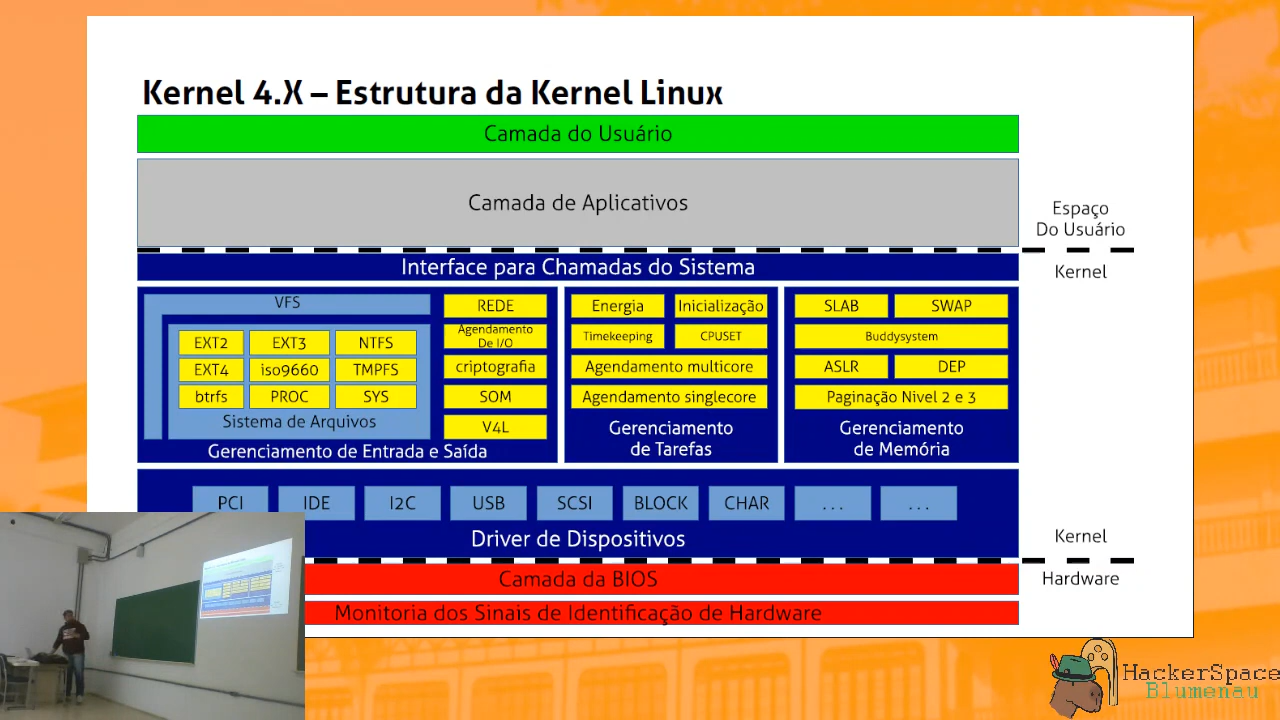 Kernel 4.X – Estrutura da Kernel Linux
Camada do Usuário
Camada de Aplicativos
Espaço
Do Usuário
Interface para Chamadas do Sistema
Kernel
VFS
EXT2 EXT3 NTFS
EXT4 iso9660 TMPFS
btrfs PROC SYS
Sistema de Arquivos
REDE
Agendamento
De I/O
criptografia
SOM
V4L
Gerenciamento de Entrada e Saída
Energia Inicialização
Timekeeping CPUSET
Agendamento multicore
Agendamento singlecore
Gerenciamento
de Tarefas
SLAB SWAP
Buddysystem
ASLR DEP
Paginação Nivel 2 e 3
Gerenciamento
de Memória
PCI IDE I2C USB SCSI BLOCK CHAR ... ...
Driver de Dispositivos
Kernel
Hardware
Camada da BIOS
Monitoria dos Sinais de Identificação de Hardware
HackerSpace
Blumenau